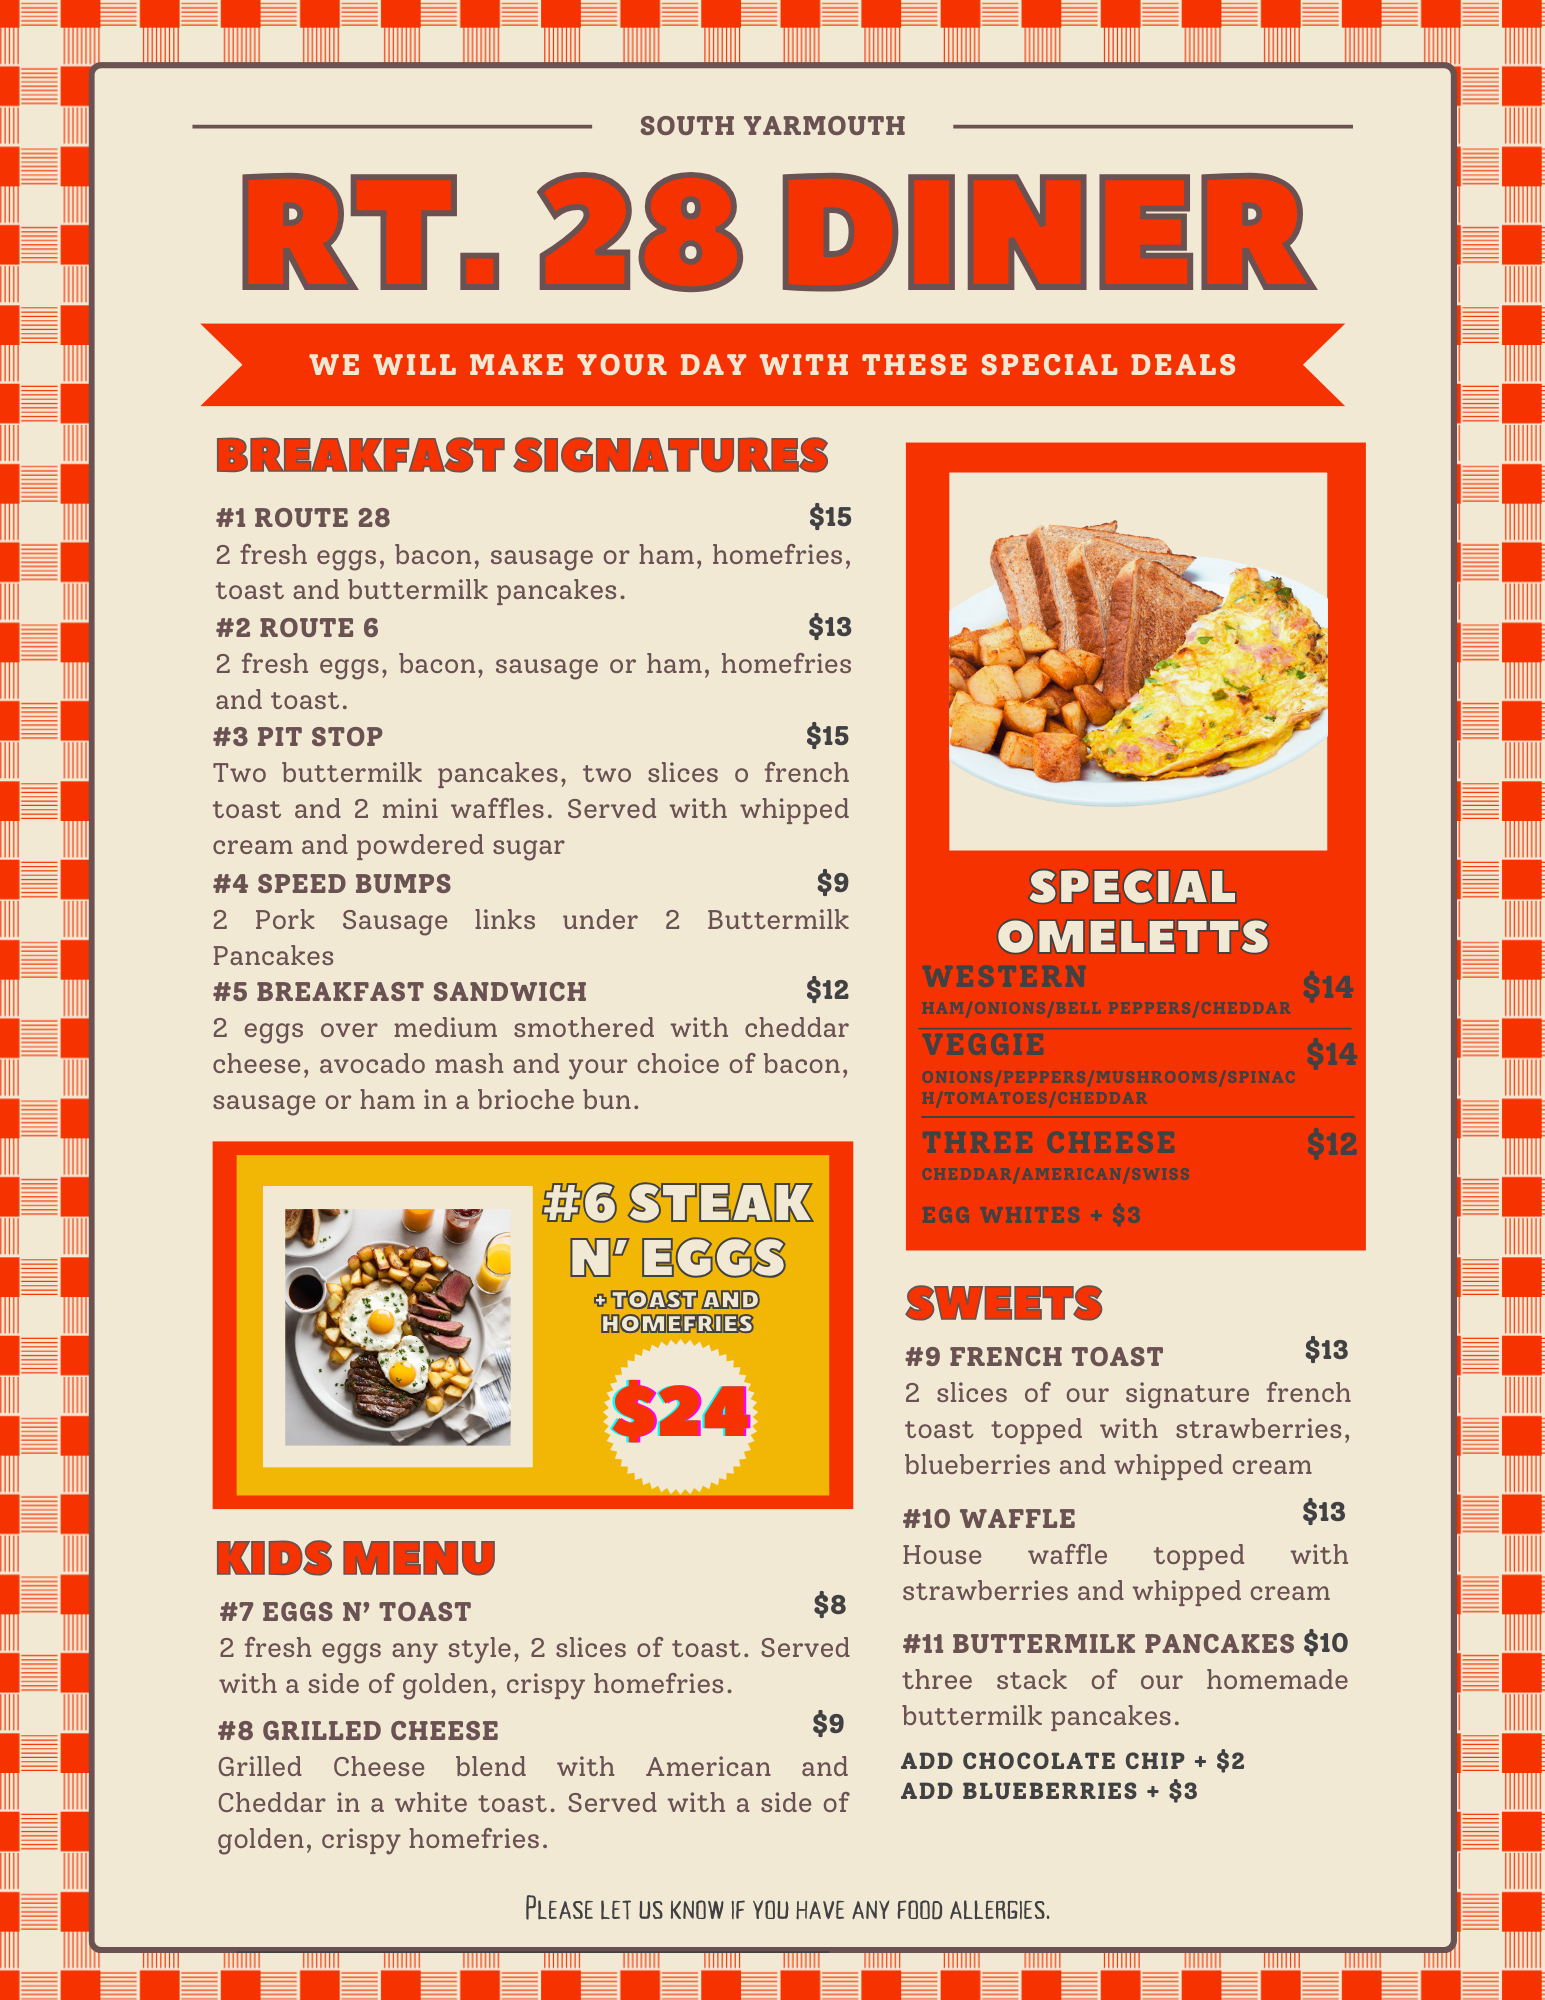 SOUTH YARMOUTH
RT. 28 DINER
WE WILL MAKE YOUR DAY WITH THESE SPECIAL DEALS
BREAKFAST SIGNATURES
#1 ROUTE 28 $15
2 fresh eggs, bacon, sausage or ham, homefries,
toast and buttermilk pancakes.
#2 ROUTE 6 $13
2 fresh eggs, bacon, sausage or ham, homefries
and toast.
#3 PIT STOP $15
Two buttermilk pancakes, two slices o french
toast and 2 mini waffles. Served with whipped
cream and powdered sugar
#4 SPEED BUMPS $9
2 Pork Sausage links under 2 Buttermilk
Pancakes
#5 BREAKFAST SANDWICH $12
2 eggs over medium smothered with cheddar
cheese, avocado mash and your choice of bacon,
sausage or ham in a brioche bun.
#6 STEAK
N' EGGS
+ TOAST AND
HOMEFRIES
$24
KIDS MENU
#7 EGGS N' TOAST $8
2 fresh eggs any style, 2 slices of toast. Served
with a side of golden, crispy homefries.
#8 GRILLED CHEESE $9
Grilled Cheese blend with American and
Cheddar in a white toast. Served with a side of
golden, crispy homefries.
SPECIAL
OMELETTS
WESTERN $14
HAM/ONIONS/BELL PEPPERS/CHEDDAR
VEGGIE $14
ONIONS/PEPPERS/MUSHROOMS/SPINAC
H/TOMATOES/CHEDDAR
THREE CHEESE $12
CHEDDAR/AMERICAN/SWISS
EGG WHITES + $3
SWEETS
#9 FRENCH TOAST $13
2 slices of our signature french
toast topped with strawberries,
blueberries and whipped cream
#10 WAFFLE $13
House waffle topped with
strawberries and whipped cream
#11 BUTTERMILK PANCAKES $10
three stack of our homemade
buttermilk pancakes.
ADD CHOCOLATE CHIP + $2
ADD BLUEBERRIES + $3
PLEASE LET US KNOW IF YOU HAVE ANY FOOD ALLERGIES.